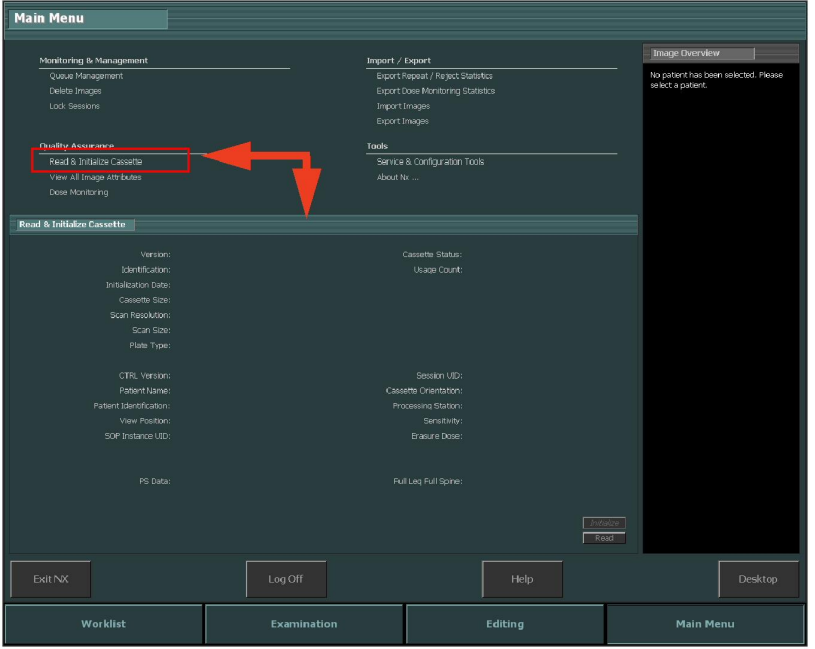 Main Menu
Monitoring & Management
Queue Management
Delete Images
Lock Sessions
Import / Export
Export Repeat / Reject Statistics
Export Dose Monitoring Statistics
Import Images
Export Images
Quality Assurance
Read & Initialize Cassette
View All Image Attributes
Dose Monitoring
Tools
Service & Configuration Tools
About Nx ...
Image Overview
No patient has been selected. Please
select a patient.
Read & Initialize Cassette
Version:
Identification:
Initialization Date:
Cassette Size:
Scan Resolution:
Scan Size:
Plate Type:
Cassette Status:
Usage Count:
CTRL Version:
Patient Name:
Patient Identification:
View Position:
SOP Instance UID:
Session UID:
Cassette Orientation:
Processing Station:
Sensitivity:
Erasure Dose:
PS Data:
Full Leg Full Spine:
Initialize
Read
Exit NX
Log Off
Help
Desktop
Worklist
Examination
Editing
Main Menu